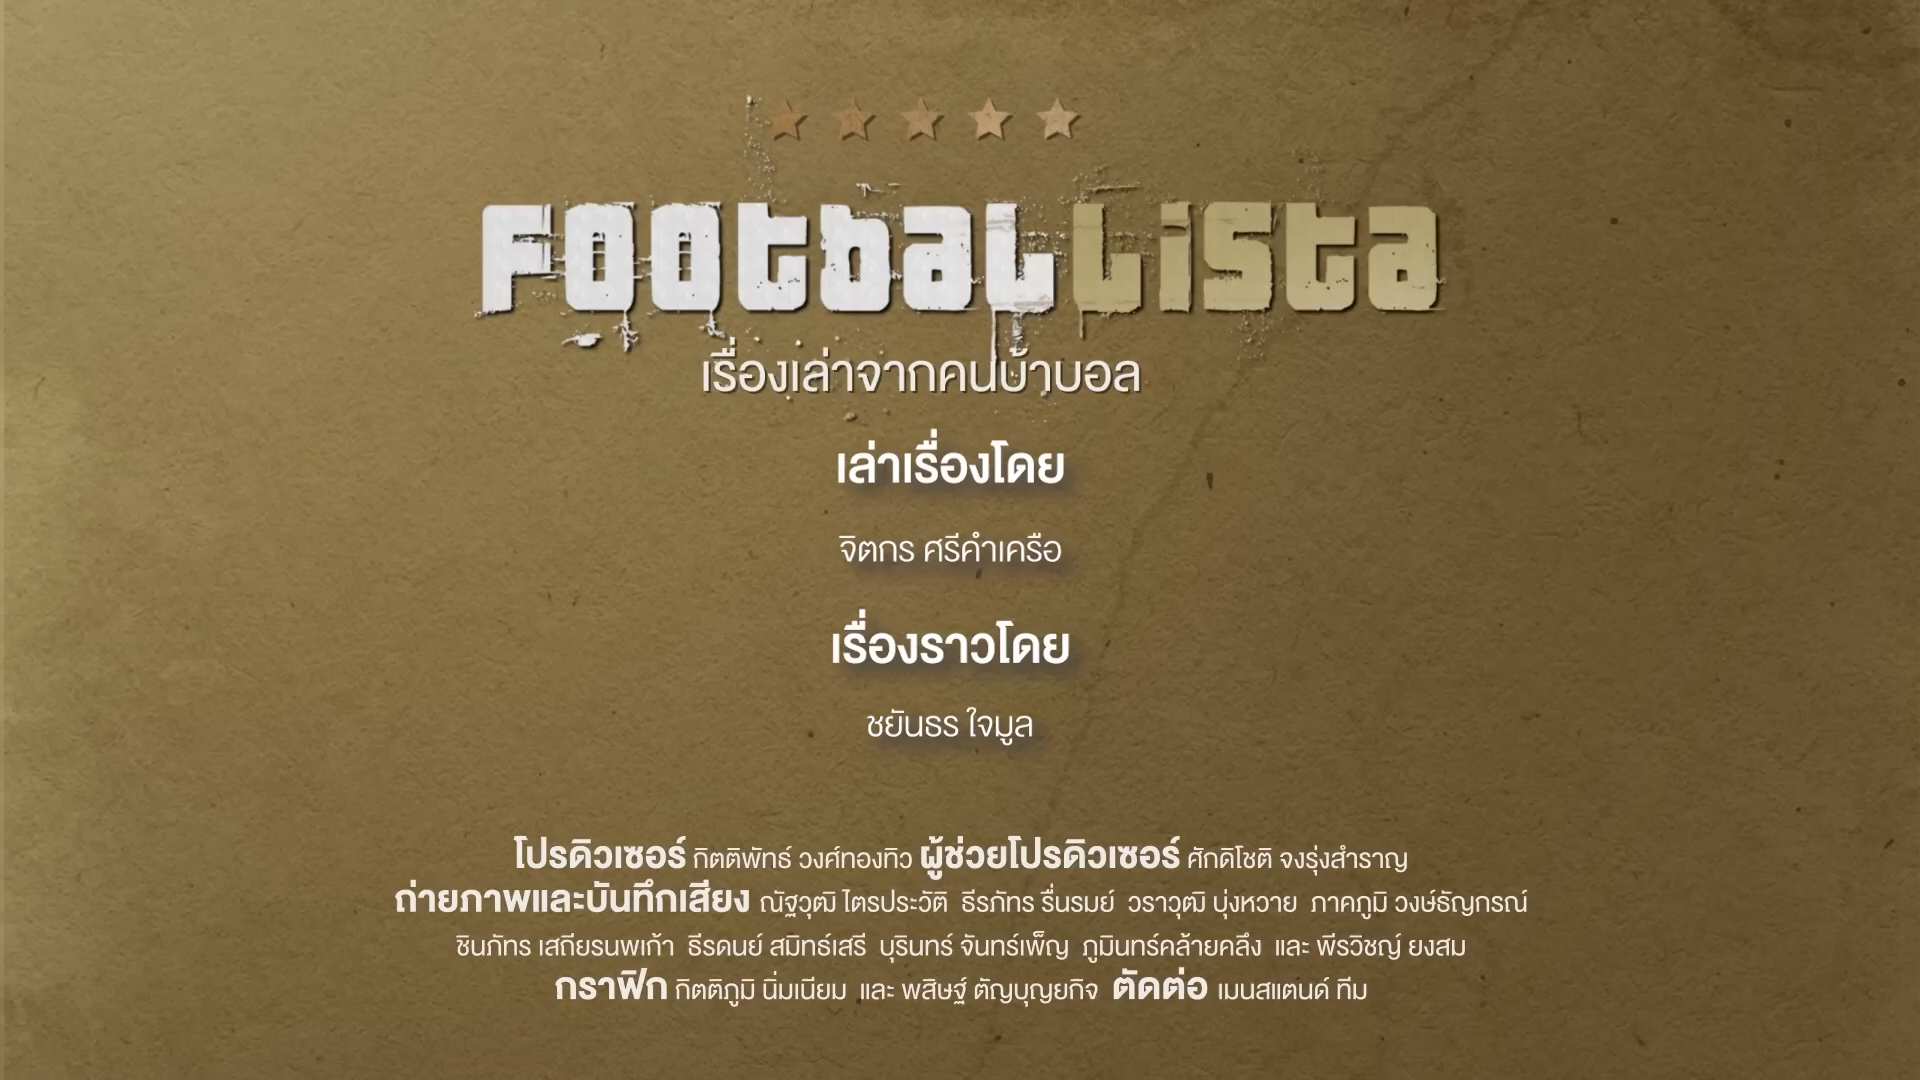 FOOtbaLLista
เรื่องเล่าจากคนบ้าบอล
เล่าเรื่องโดย
จิตกร ศรีคำเครือ
เรื่องราวโดย
ชยันธร ใจมูล
โปรดิวเซอร์ กิตติพัทธ์ วงศ์ทองทิว ผู้ช่วยโปรดิวเซอร์ ศักดิโชติ จงรุ่งสำราญ
ถ่ายภาพและบันทึกเสียง ณัฐวุฒิ ไตรประวัติ ธีรภัทร รื่นรมย์ วราวุฒิ บุ่งหวาย ภาคภูมิ วงษ์ธัญกรณ์
ชินภัทร เสถียรนพเก้า ธีรดนย์ สมิทธ์เสรี บุรินทร์ จันทร์เพ็ญ ภูมินทร์คล้ายคลึง และ พีรวิชญ์ ยงสม
กราฟิก กิตติภูมิ นิ่มเนียม และ พสิษฐ์ ตัญบุญยกิจ ตัดต่อ เมนสแตนด์ ทีม